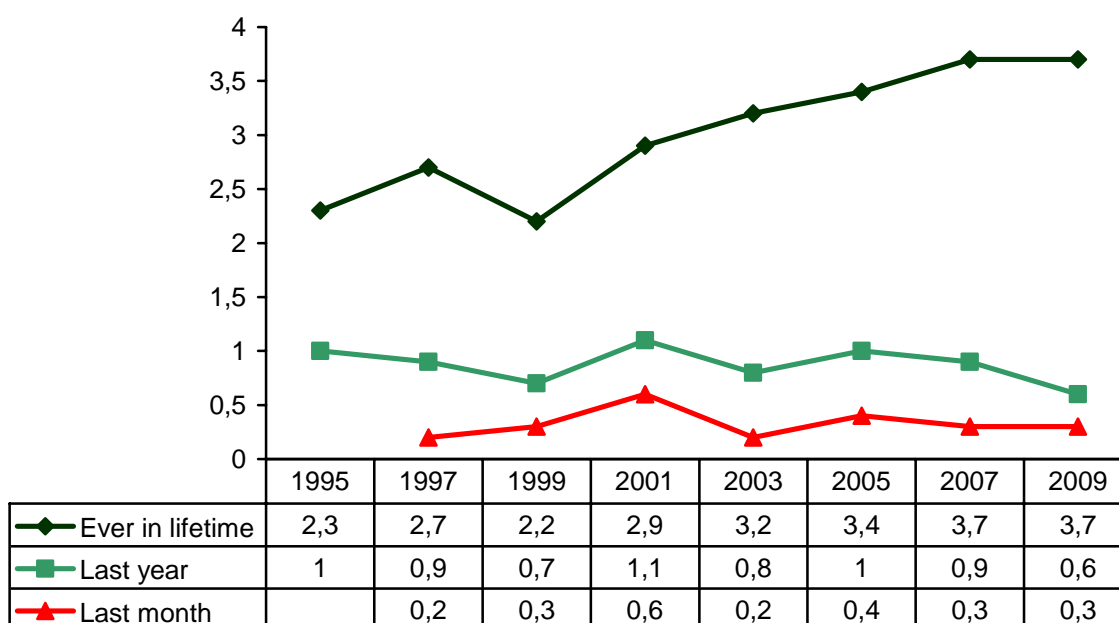 4
3,5
3
2,5
2
1,5
1
0,5
0
1995 1997 1999 2001 2003 2005 2007 2009
Ever in lifetime 2,3 2,7 2,2 2,9 3,2 3,4 3,7 3,7
Last year 1 0,9 0,7 1,1 0,8 1 0,9 0,6
Last month 0,2 0,3 0,6 0,2 0,4 0,3 0,3